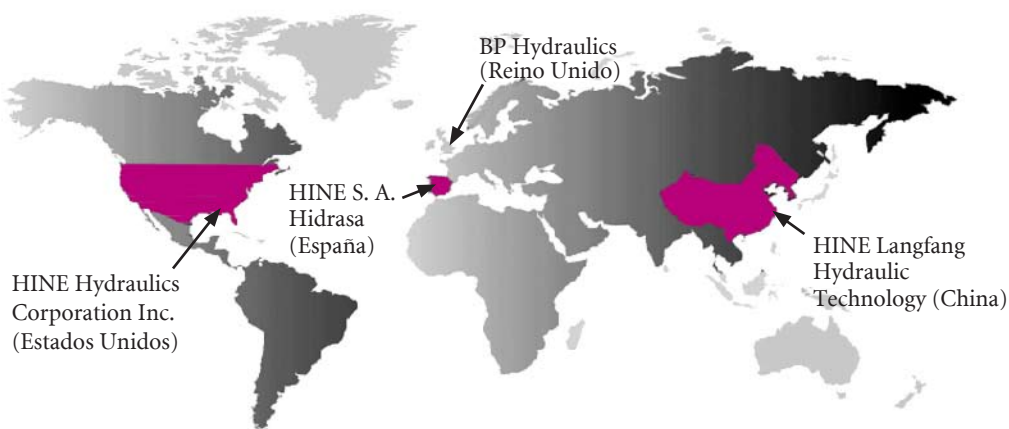 BP Hydraulics
(Reino Unido)
HINE S. A.
Hidrasa
(España)
HINE Langfang
Hydraulic
Technology (China)
HINE Hydraulics
Corporation Inc.
(Estados Unidos)